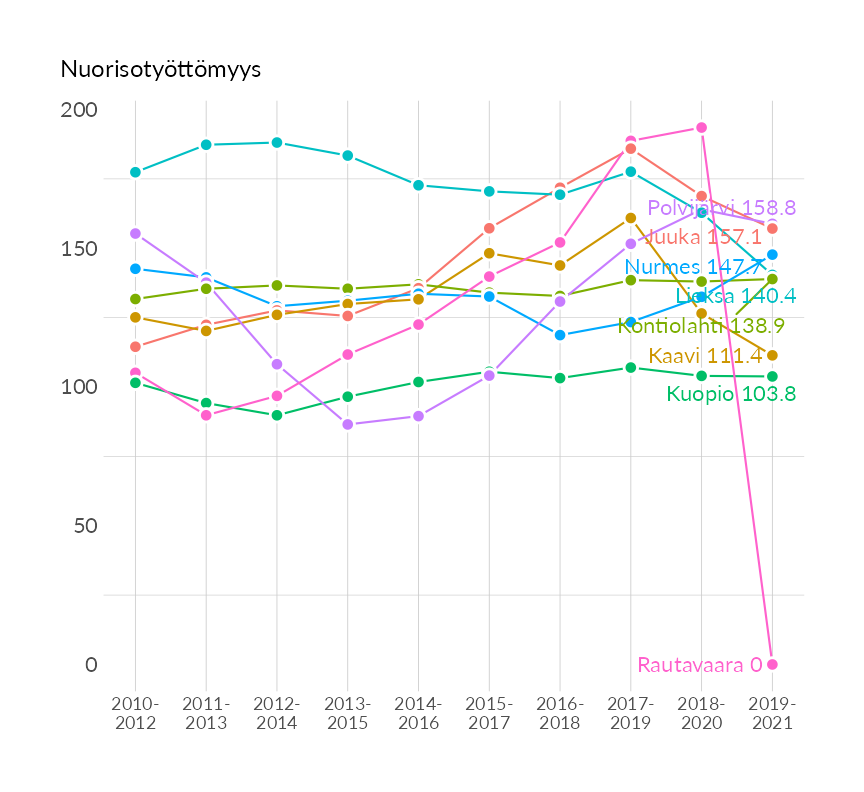 Nuorisotyöttömyys
200
150
100
50
0
Polvijärvi 158.8
Juuka 157.1
Nurmes 147.7
Lieksa 140.4
Kontiolahti 138.9
Kaavi 111.4
Kuopio 103.8
Rautavaara 0
2010- 2011- 2012- 2013- 2014- 2015- 2016- 2017- 2018- 2019-
2012 2013 2014 2015 2016 2017 2018 2019 2020 2021